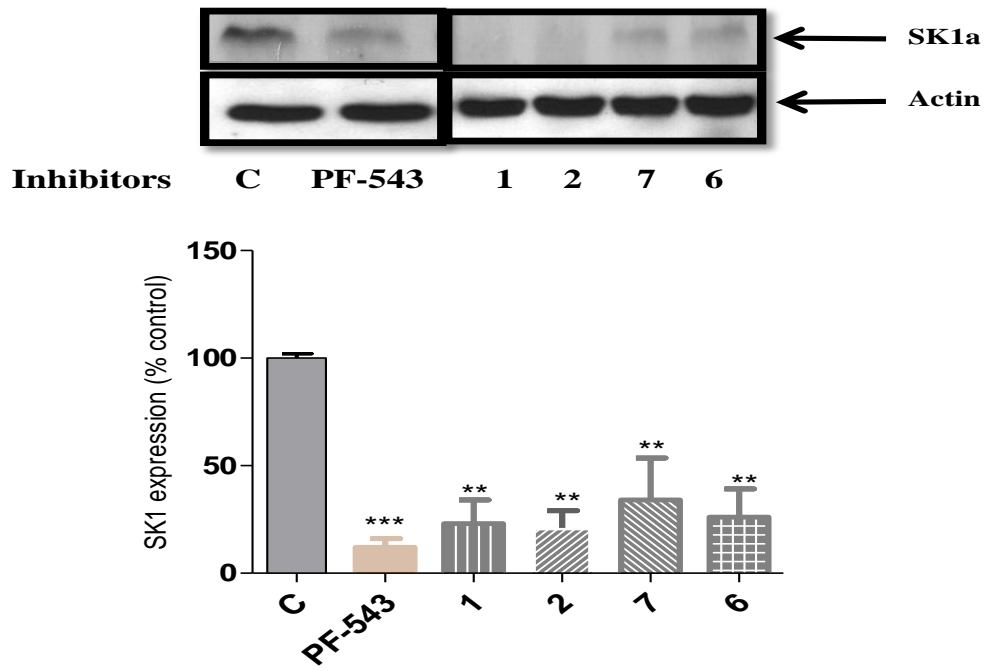 SK1a
Actin
Inhibitors C PF-543 1 2 7 6
SK1 expression (% control)
150
100
50
0
***
**
**
**
**
C PF-543 1 2 7 6